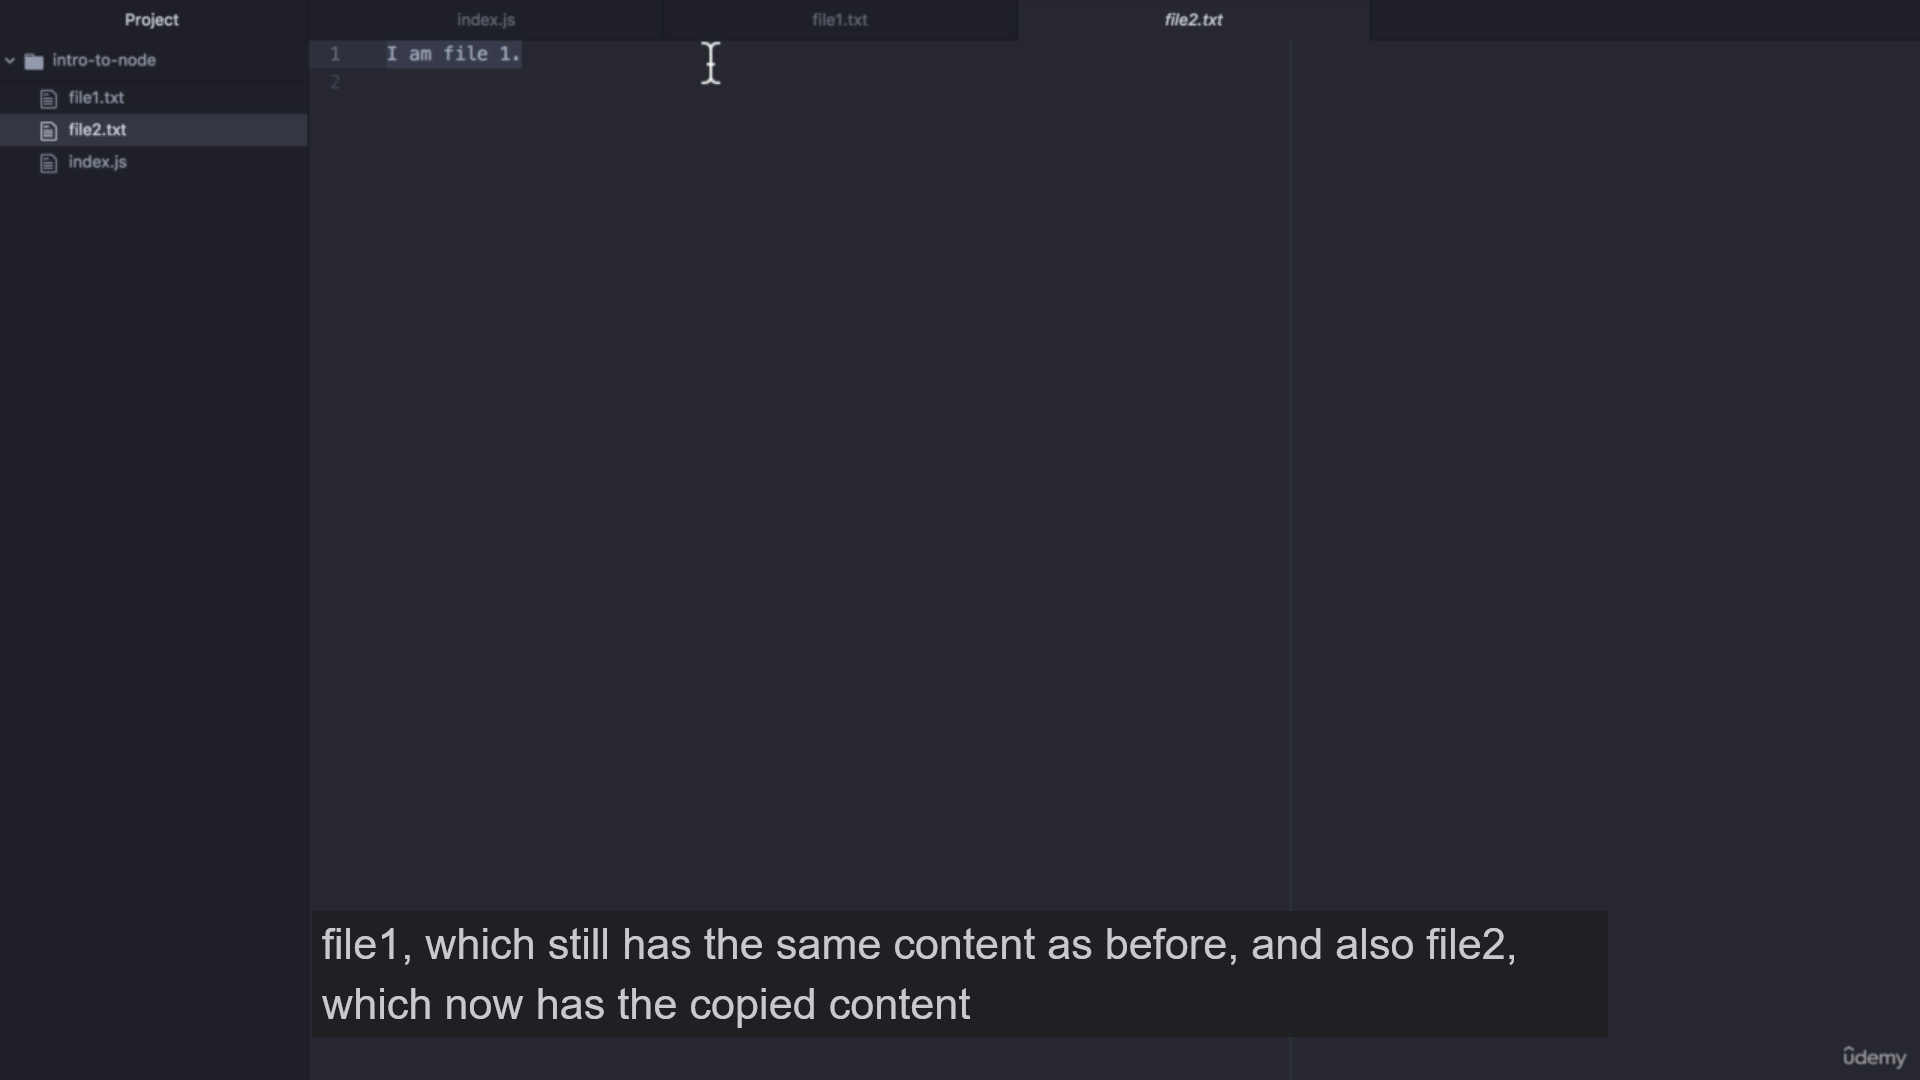 Project
index.js
file1.txt
file2.txt
intro-to-node
file1.txt
file2.txt
index.js
1 I am file 1.
2
file1, which still has the same content as before, and also file2,
which now has the copied content
ûdemy